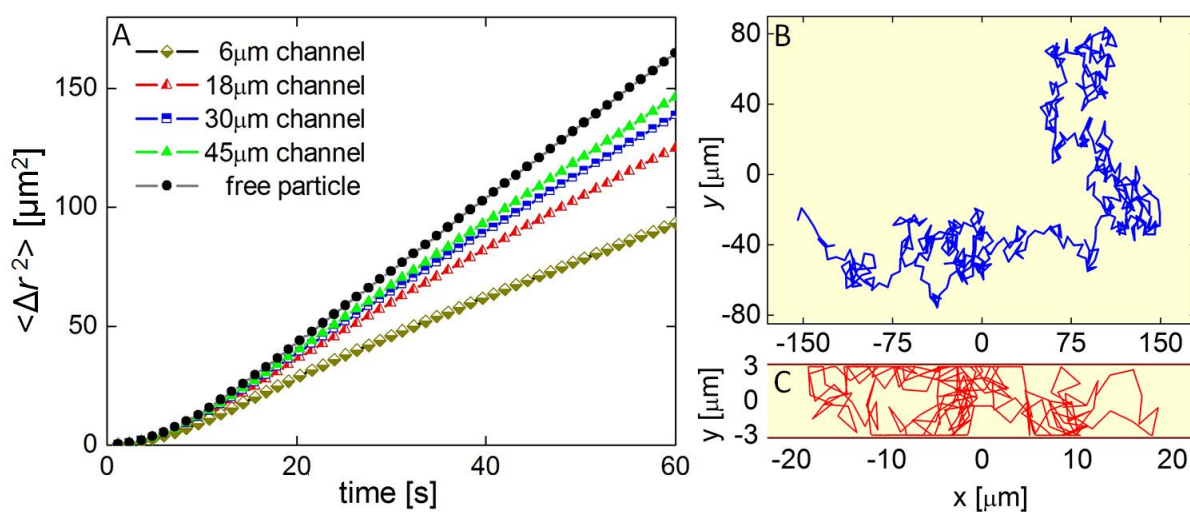 A
6μm channel
18μm channel
30μm channel
45μm channel
free particle
<Δr²> [μm²]
150
100
50
0
0 20 40 60
time [s]
B
y [μm]
80
40
0
-40
-80
-150 -75 0 75 150
C
y [μm]
3
0
-3
-20 -10 0 10 20
x [μm]